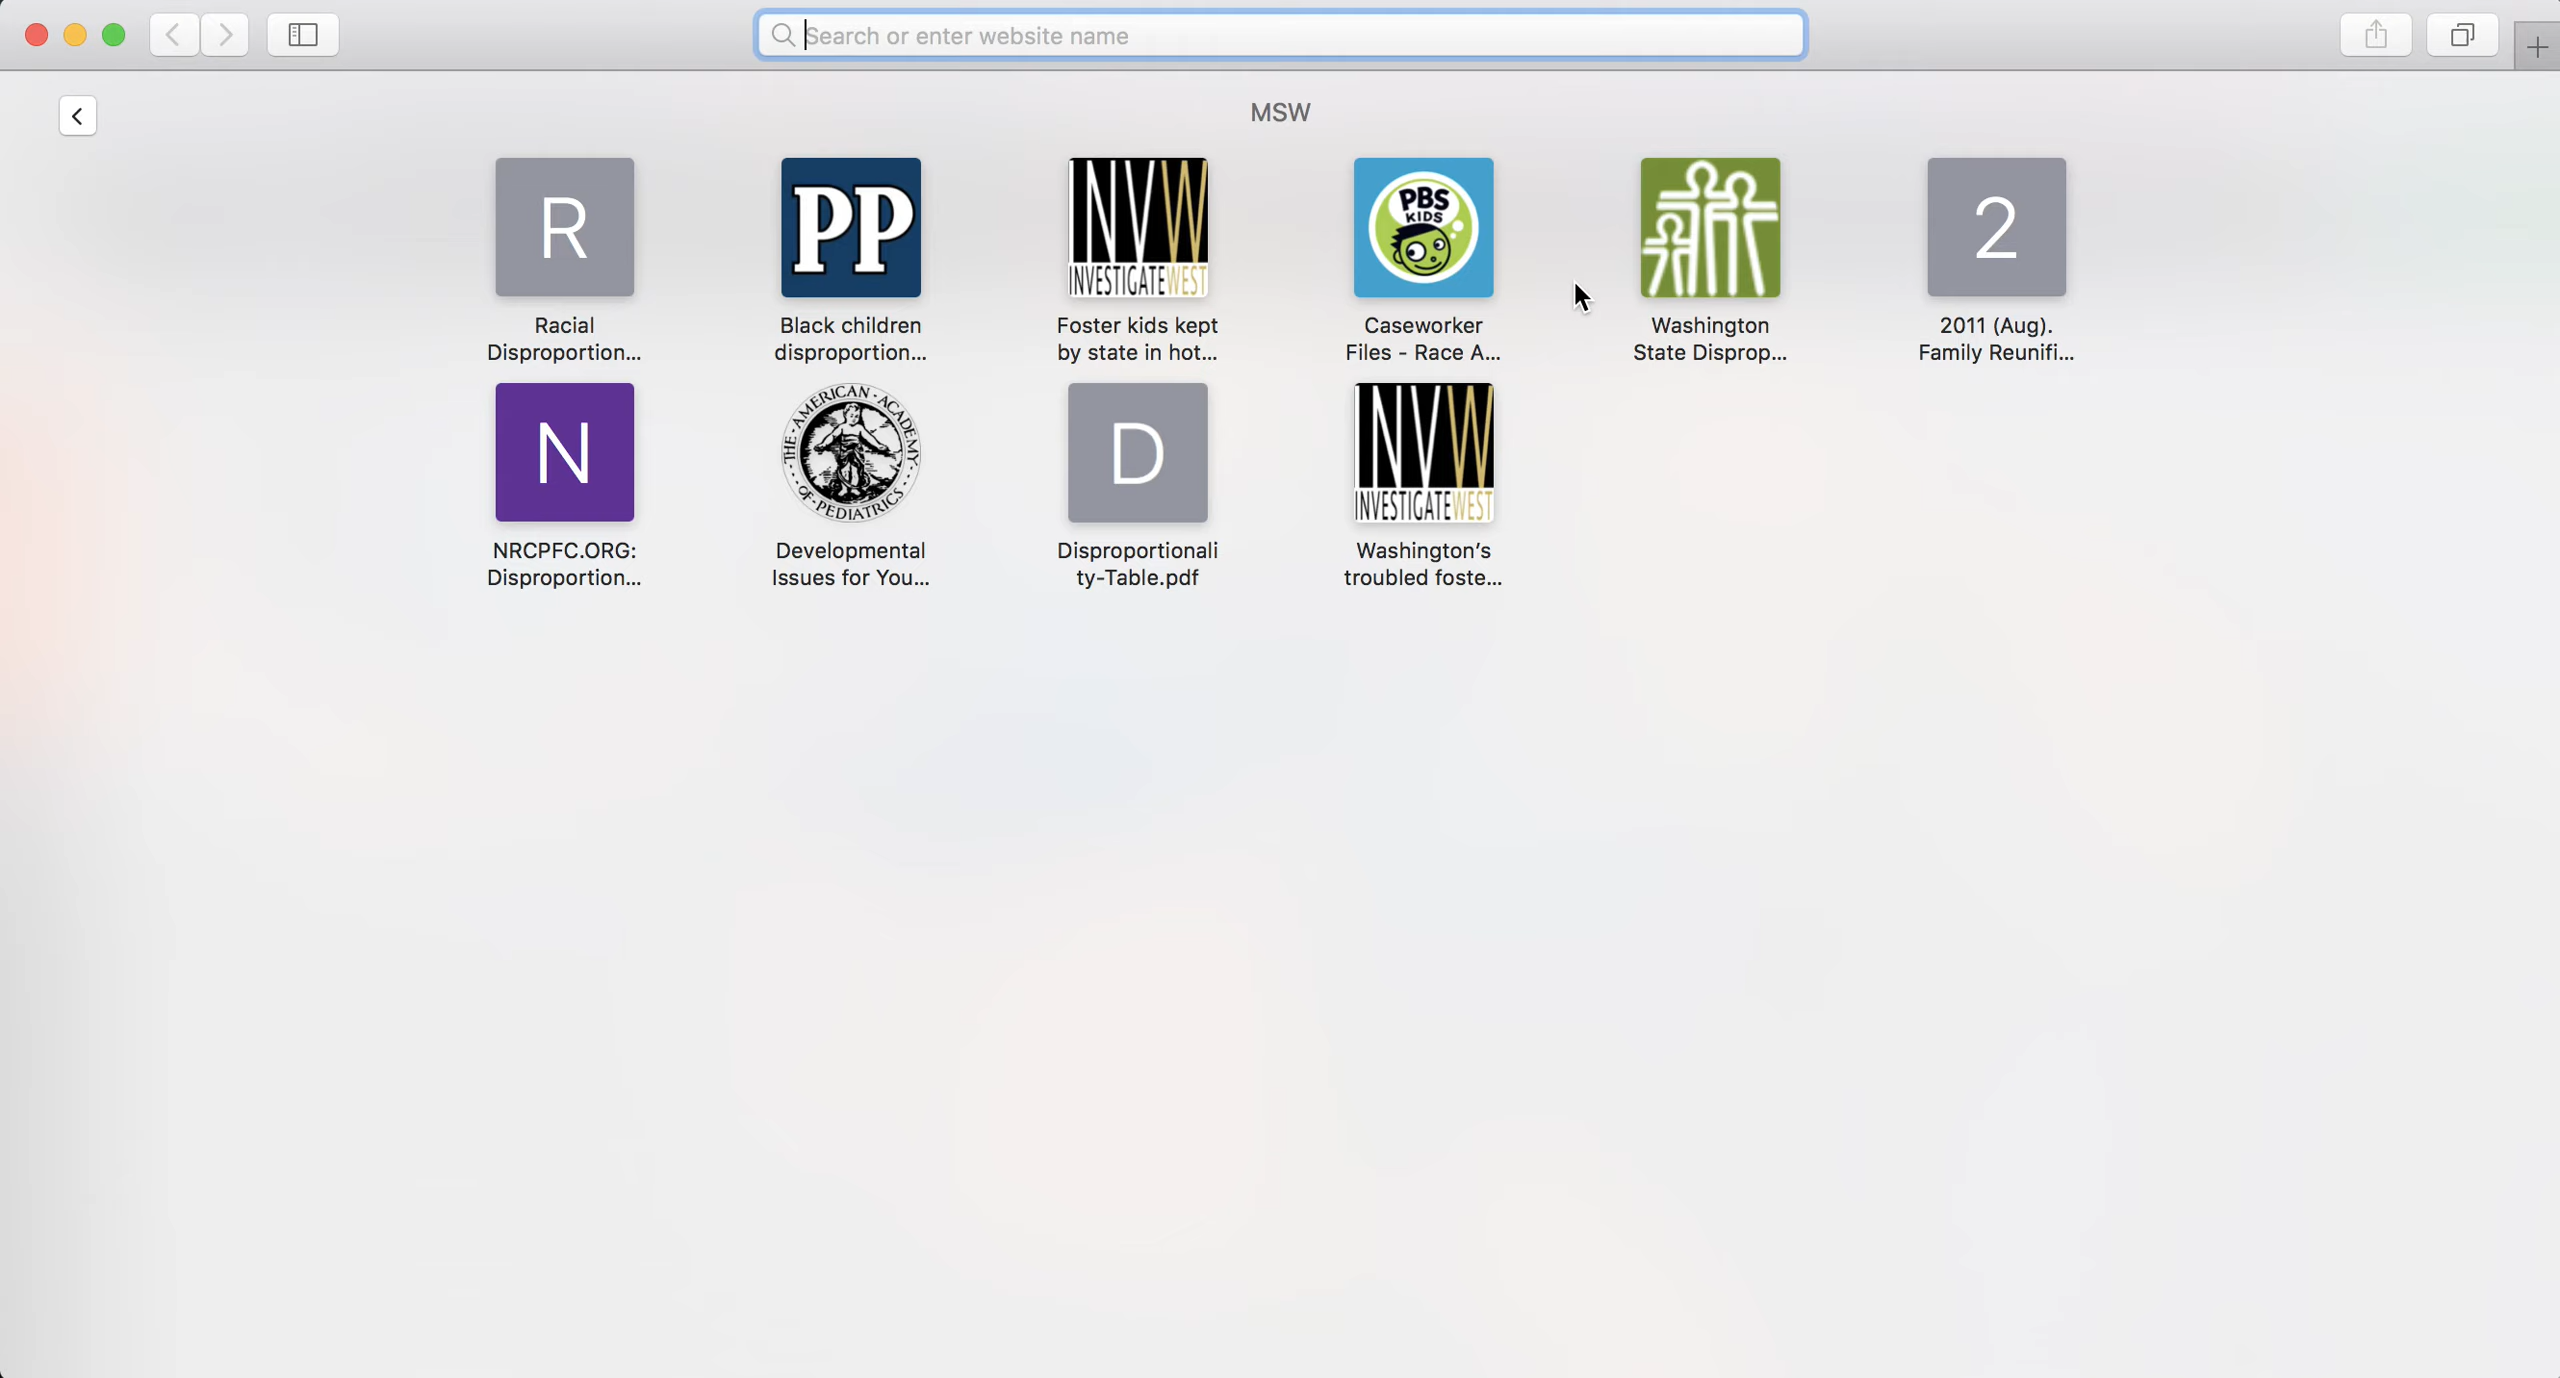 Search or enter website name
MSW
R
PP
NVW
INVESTIGATEWEST
PBS
KIDS
2
Racial
Disproportion...
Black children
disproportion...
Foster kids kept
by state in hot...
Caseworker
Files - Race A...
Washington
State Disprop...
2011 (Aug).
Family Reunifi...
N
THE · AMERICAN · ACADEMY · OF · PEDIATRICS
D
NVW
INVESTIGATEWEST
NRCPFC.ORG:
Disproportion...
Developmental
Issues for You...
Disproportionali
ty-Table.pdf
Washington's
troubled foste...